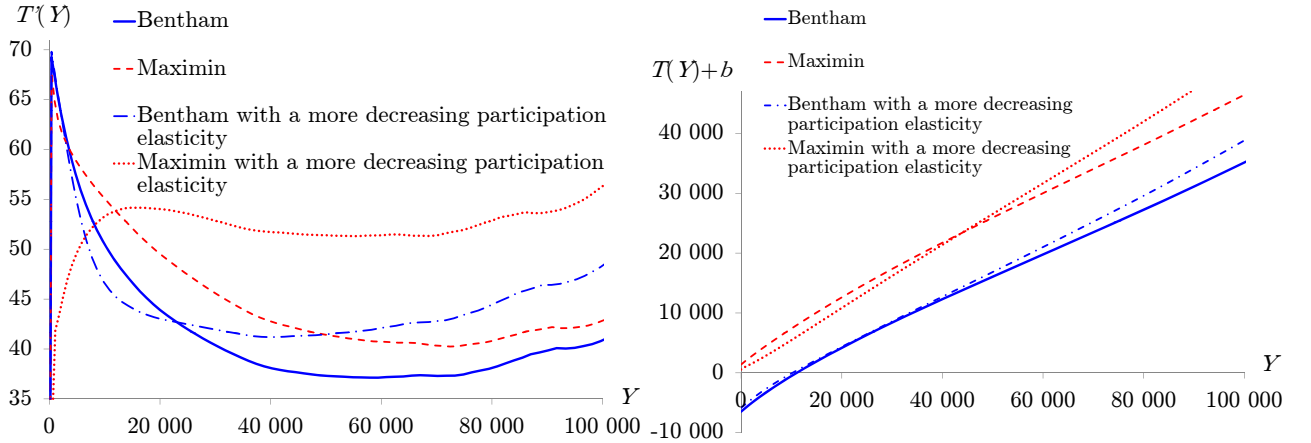 T'(Y)
Bentham
Maximin
Bentham with a more decreasing participation
elasticity
Maximin with a more decreasing participation
elasticity
70
65
60
55
50
45
40
35
0
20 000
40 000
60 000
80 000
100 000
Y
T(Y)+b
Bentham
Maximin
Bentham with a more decreasing
participation elasticity
Maximin with a more decreasing
participation elasticity
40 000
30 000
20 000
10 000
0
-10 000
0
20 000
40 000
60 000
80 000
100 000
Y